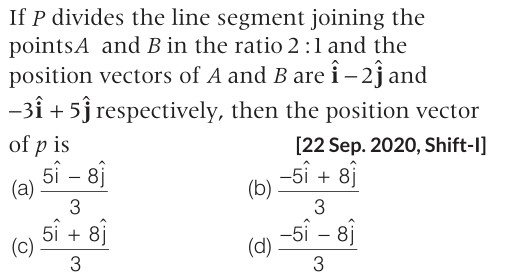 If P divides the line segment joining the
points A and B in the ratio 2 : 1 and the
position vectors of A and B are î – 2ĵ and
–3î + 5ĵ respectively, then the position vector
of p is [22 Sep. 2020, Shift-I]
(a) (5î – 8ĵ)/3 (b) (–5î + 8ĵ)/3
(c) (5î + 8ĵ)/3 (d) (–5î – 8ĵ)/3